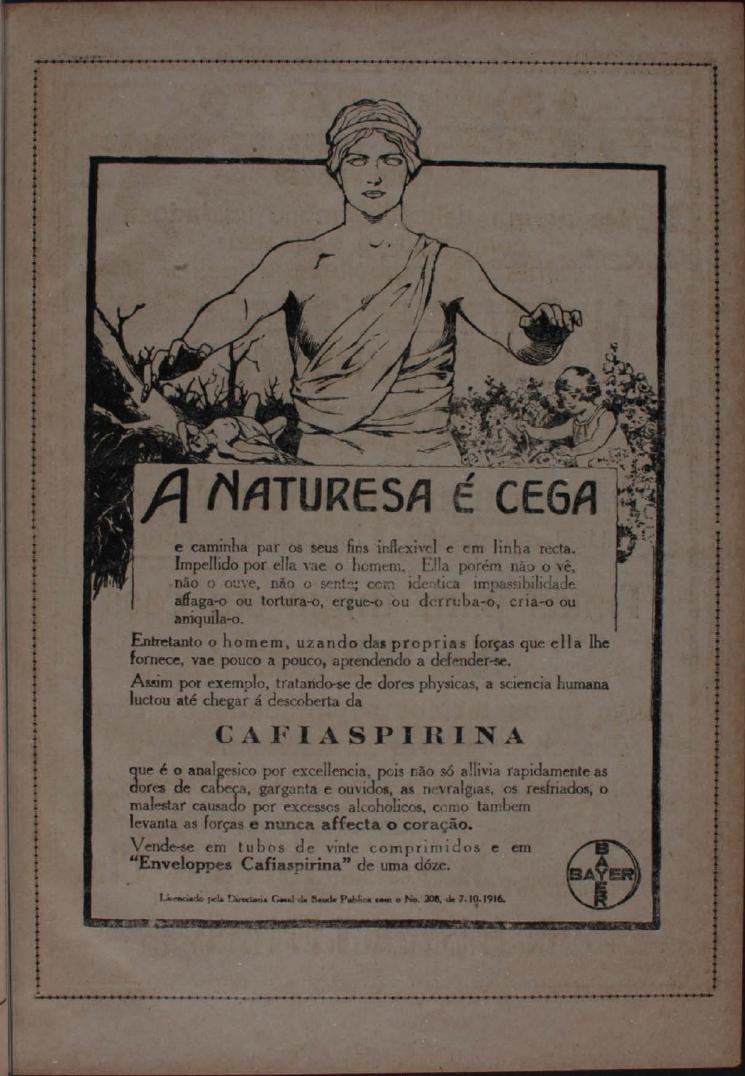 A NATURESA É CEGA
e caminha par os seus fins inflexivel e em linha recta.
Impellido por ella vae o homem. Ella porém não o vê,
não o ouve, não o sente; com identica impassibilidade
affaga-o ou tortura-o, ergue-o ou derruba-o, cria-o ou
aniquila-o.
Entretanto o homem, uzando das proprias forças que ella lhe
fornece, vae pouco a pouco, aprendendo a defender-se.
Assim por exemplo, tratando-se de dores physicas, a sciencia humana
luctou até chegar á descoberta da
CAFIASPIRINA
que é o analgesico por excellencia, pois não só allivia rapidamente as
dores de cabeça, garganta e ouvidos, as nevralgias, os resfriados, o
malestar causado por excessos alcoholicos, como tambem
levanta as forças e nunca affecta o coração.
Vende-se em tubos de vinte comprimidos e em
“Enveloppes Cafiaspirina” de uma dóze.
BAYER
BAYER
Licenciado pela Directoria Geral de Saude Publica com o No. 208, de 7-10-1916.